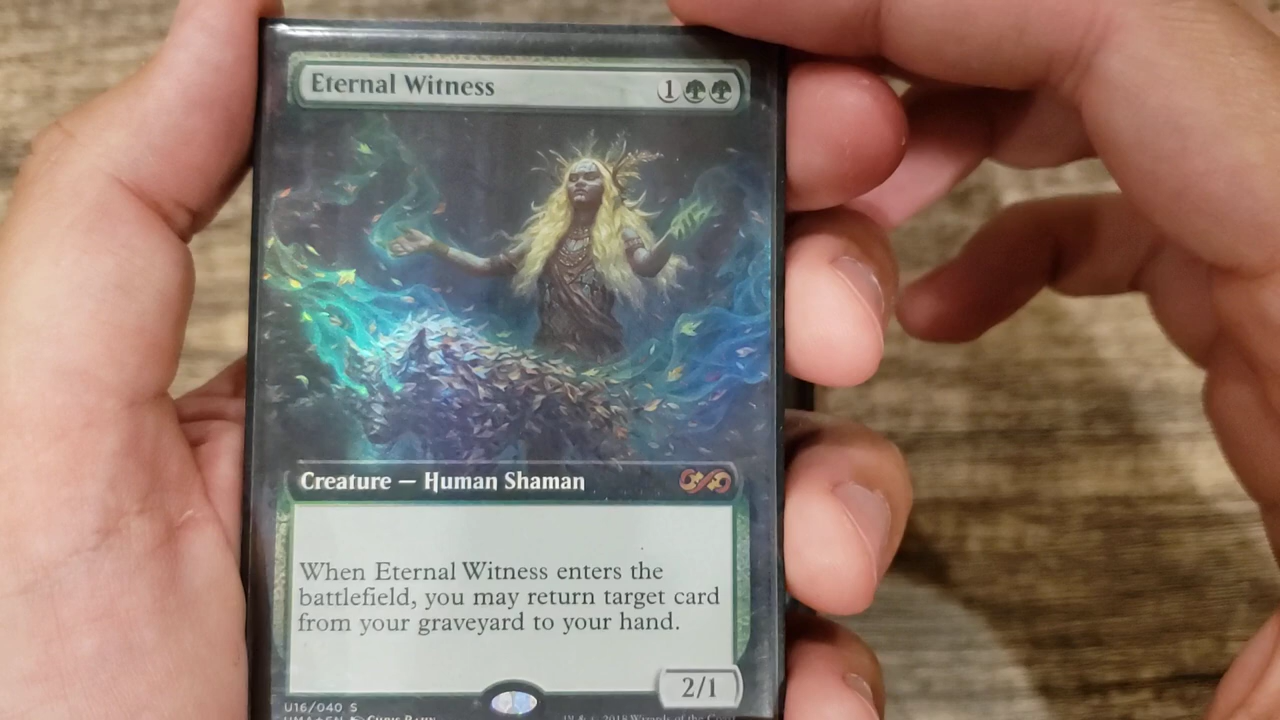 Eternal Witness 1
Creature — Human Shaman
When Eternal Witness enters the
battlefield, you may return target card
from your graveyard to your hand.
2/1
U16/040 S